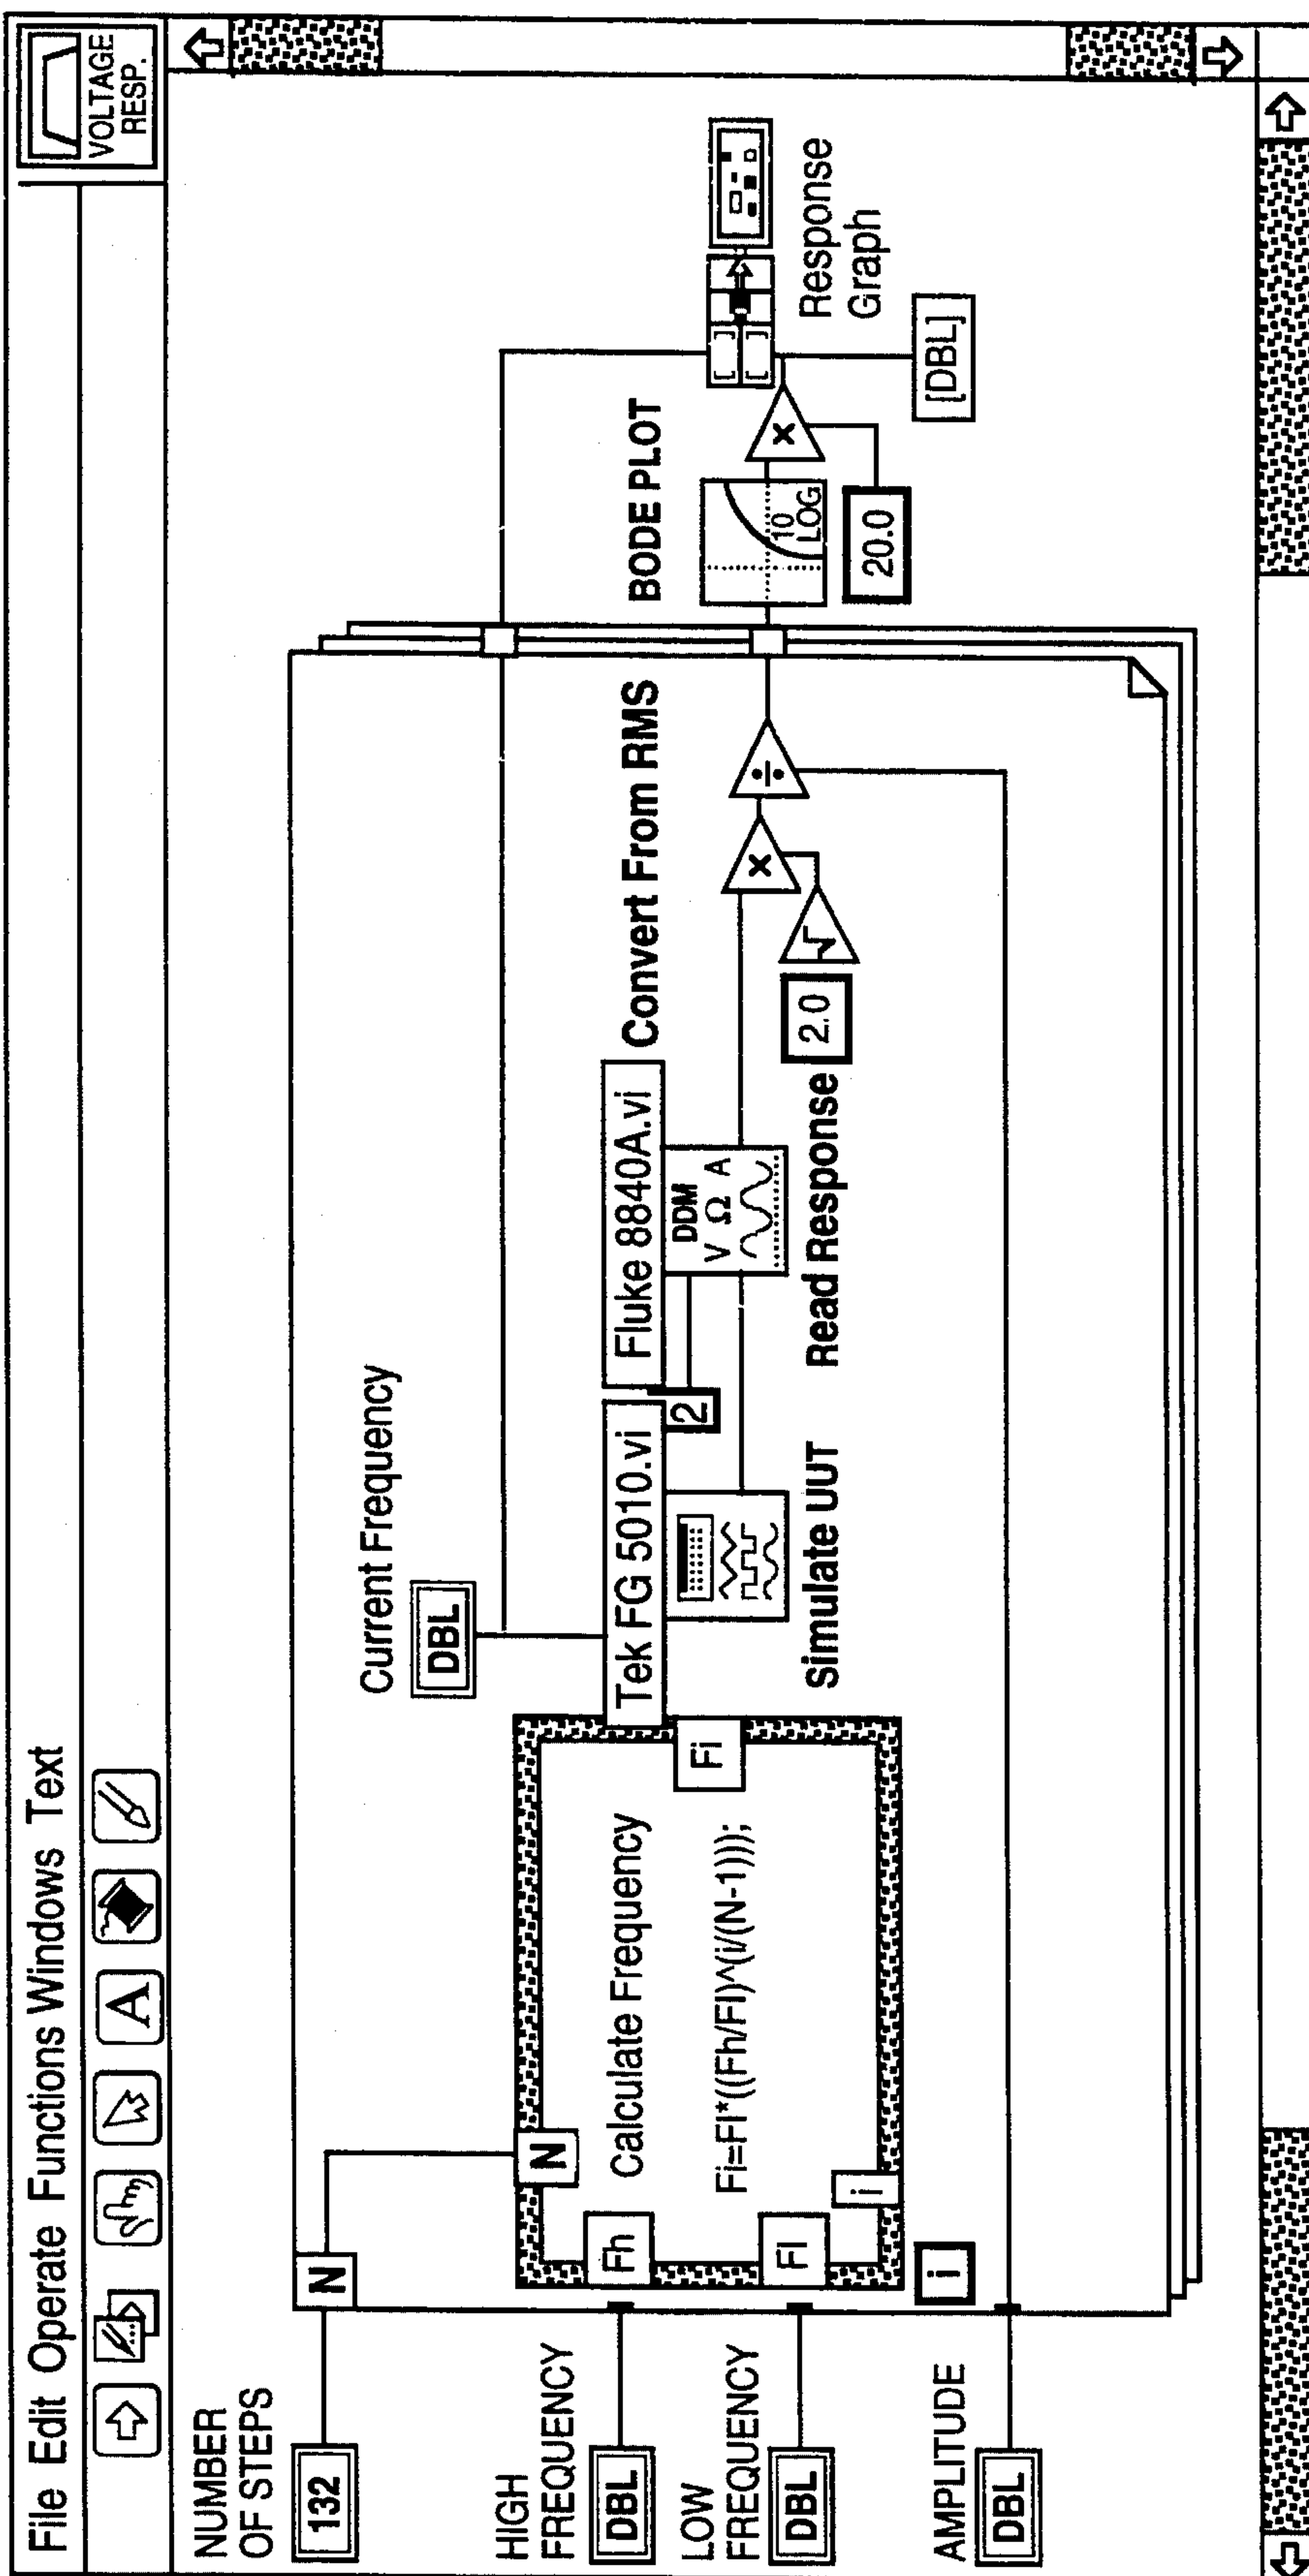 File Edit Operate Functions Windows Text
VOLTAGE
RESP.
A
NUMBER
OF STEPS
132
N
HIGH
FREQUENCY
DBL
LOW
FREQUENCY
DBL
AMPLITUDE
DBL
N
Fh
Fl
i
i
Calculate Frequency
Fi=Fl*((Fh/Fl)^(i/(N-1)));
Fi
Current Frequency
DBL
Tek FG 5010.vi
Simulate UUT
2
Fluke 8840A.vi
DDM
V Ω A
Read Response
Convert From RMS
2.0
√
x
÷
BODE PLOT
10
LOG
20.0
x
[ ]
[ ]
Response
Graph
[DBL]